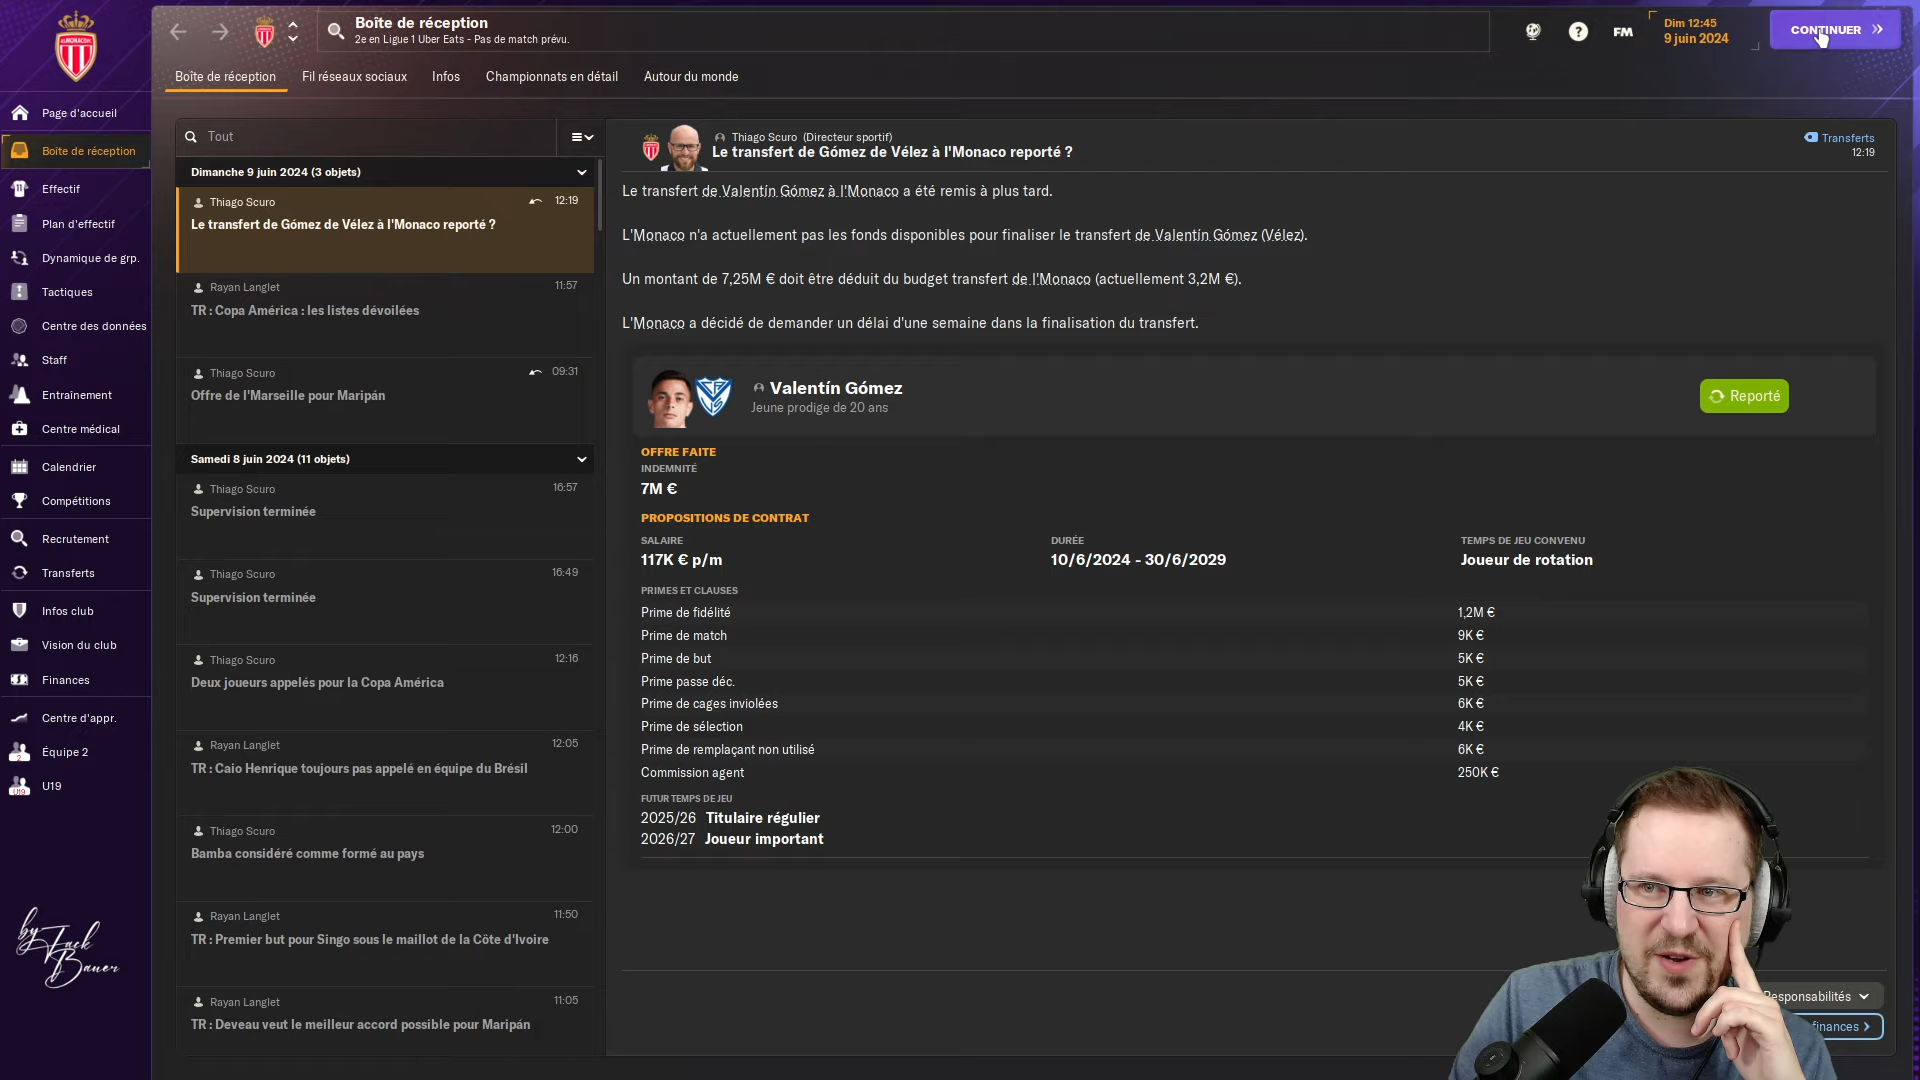 Boîte de réception
2e en Ligue 1 Uber Eats - Pas de match prévu.
FM
Dim 12:45
9 juin 2024
CONTINUER
Boîte de réception
Fil réseaux sociaux
Infos
Championnats en détail
Autour du monde
Page d'accueil
Boîte de réception
Effectif
Plan d'effectif
Dynamique de grp.
Tactiques
Centre des données
Staff
Entraînement
Centre médical
Calendrier
Compétitions
Recrutement
Transferts
Infos club
Vision du club
Finances
Centre d'appr.
Équipe 2
U19
by Jack Bauer
Tout
Dimanche 9 juin 2024 (3 objets)
Thiago Scuro 12:19
Le transfert de Gómez de Vélez à l'Monaco reporté ?
Rayan Langlet 11:57
TR : Copa América : les listes dévoilées
Thiago Scuro 09:31
Offre de l'Marseille pour Maripán
Samedi 8 juin 2024 (11 objets)
Thiago Scuro 16:57
Supervision terminée
Thiago Scuro 16:49
Supervision terminée
Thiago Scuro 12:16
Deux joueurs appelés pour la Copa América
Rayan Langlet 12:05
TR : Caio Henrique toujours pas appelé en équipe du Brésil
Thiago Scuro 12:00
Bamba considéré comme formé au pays
Rayan Langlet 11:50
TR : Premier but pour Singo sous le maillot de la Côte d'Ivoire
Rayan Langlet 11:05
TR : Deveau veut le meilleur accord possible pour Maripán
Thiago Scuro (Directeur sportif)
Le transfert de Gómez de Vélez à l'Monaco reporté ?
Transferts
12:19
Le transfert de Valentín Gómez à l'Monaco a été remis à plus tard.
L'Monaco n'a actuellement pas les fonds disponibles pour finaliser le transfert de Valentín Gómez (Vélez).
Un montant de 7,25M € doit être déduit du budget transfert de l'Monaco (actuellement 3,2M €).
L'Monaco a décidé de demander un délai d'une semaine dans la finalisation du transfert.
Valentín Gómez
Jeune prodige de 20 ans
Reporté
OFFRE FAITE
INDEMNITÉ
7M €
PROPOSITIONS DE CONTRAT
SALAIRE DURÉE TEMPS DE JEU CONVENU
117K € p/m 10/6/2024 - 30/6/2029 Joueur de rotation
PRIMES ET CLAUSES
Prime de fidélité 1,2M €
Prime de match 9K €
Prime de but 5K €
Prime passe déc. 5K €
Prime de cages inviolées 6K €
Prime de sélection 4K €
Prime de remplaçant non utilisé 6K €
Commission agent 250K €
FUTUR TEMPS DE JEU
2025/26 Titulaire régulier
2026/27 Joueur important
Responsabilités
finances